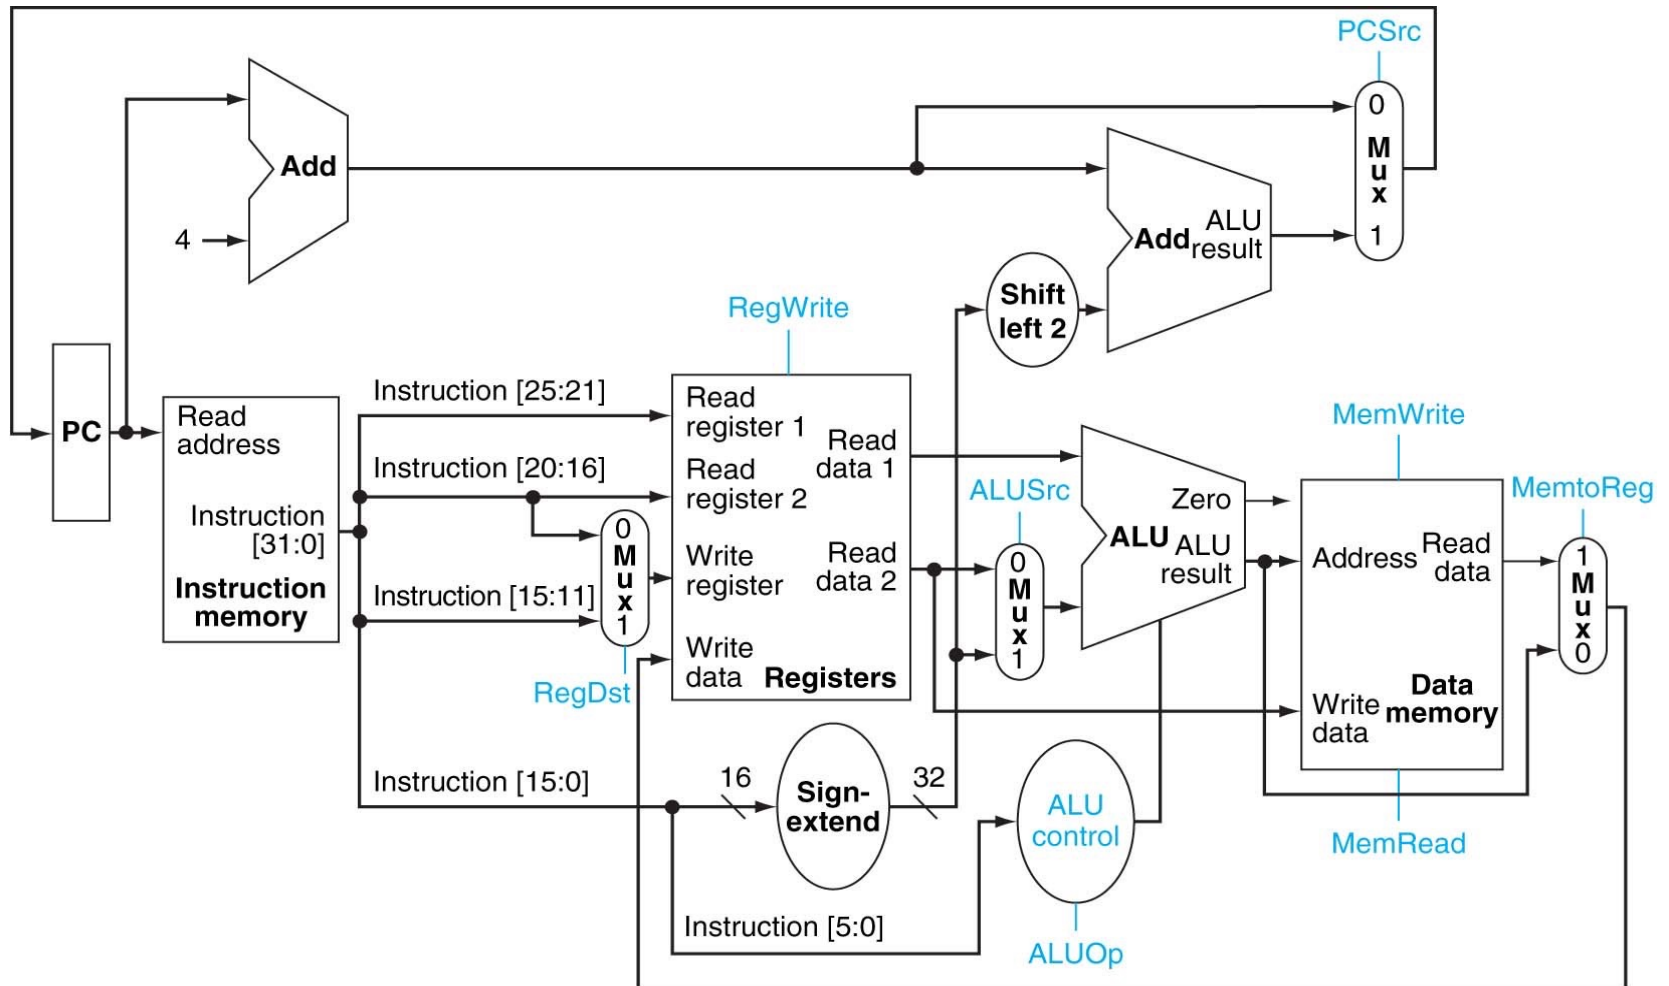 PCSrc
0
M
u
x
1
Add
4
Add
ALU
result
Shift
left 2
RegWrite
PC
Read
address
Instruction
[31:0]
Instruction
memory
Instruction [25:21]
Instruction [20:16]
Instruction [15:11]
0
M
u
x
1
RegDst
Read
register 1
Read
register 2
Write
register
Write
data
Read
data 1
Read
data 2
Registers
ALUSrc
0
M
u
x
1
Zero
ALU
ALU
result
MemWrite
Address
Read
data
Write
data
Data
memory
MemRead
MemtoReg
1
M
u
x
0
Instruction [15:0]
16
Sign-
extend
32
ALU
control
Instruction [5:0]
ALUOp